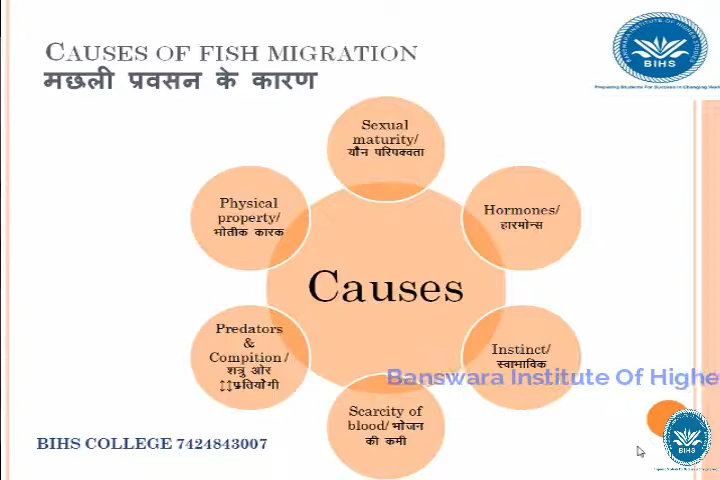 CAUSES OF FISH MIGRATION
मछली प्रवसन के कारण
BIHS
Sexual
maturity/
यौन परिपक्वता
Physical
property/
भोतीक कारक
Hormones/
हारमोन्स
Causes
Predators
&
Compition/
शत्रु ओर
प्रतियोगी
Instinct/
स्वाभाविक
Banswara Institute Of Highe
Scarcity of
blood/ भोजन
की कमी
BIHS COLLEGE 7424843007
BIHS